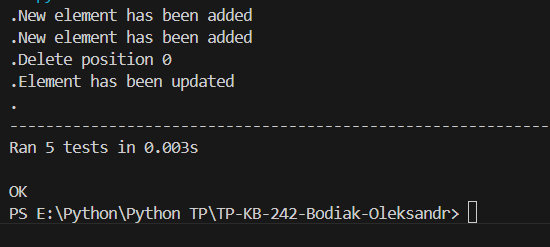 .New element has been added
.New element has been added
.Delete position 0
.Element has been updated
.
----------------------------------------------------------------------
Ran 5 tests in 0.003s
OK
PS E:\Python\Python TP\TP-KB-242-Bodiak-Oleksandr>